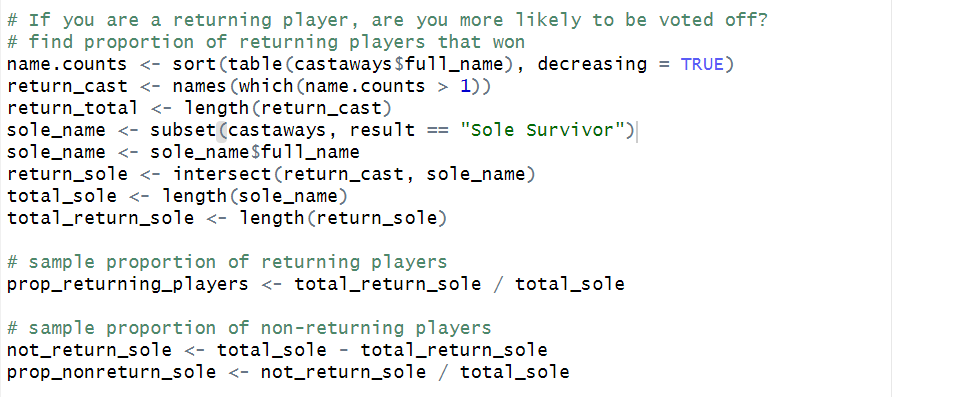 # If you are a returning player, are you more likely to be voted off?
# find proportion of returning players that won
name.counts <- sort(table(castaways$full_name), decreasing = TRUE)
return_cast <- names(which(name.counts > 1))
return_total <- length(return_cast)
sole_name <- subset(castaways, result == "Sole Survivor")
sole_name <- sole_name$full_name
return_sole <- intersect(return_cast, sole_name)
total_sole <- length(sole_name)
total_return_sole <- length(return_sole)

# sample proportion of returning players
prop_returning_players <- total_return_sole / total_sole

# sample proportion of non-returning players
not_return_sole <- total_sole - total_return_sole
prop_nonreturn_sole <- not_return_sole / total_sole